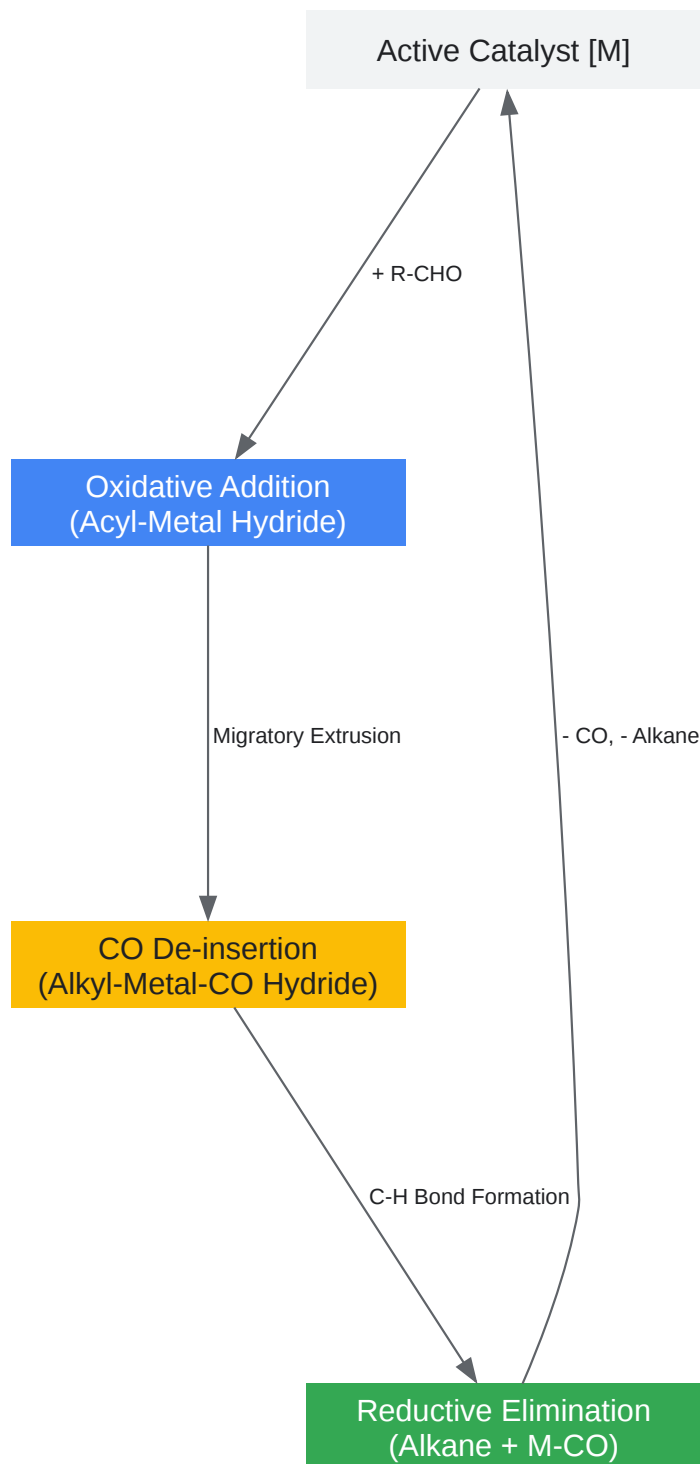 Active Catalyst [M]
+ R-CHO
Oxidative Addition
(Acyl-Metal Hydride)
Migratory Extrusion
- CO, - Alkane
CO De-insertion
(Alkyl-Metal-CO Hydride)
C-H Bond Formation
Reductive Elimination
(Alkane + M-CO)